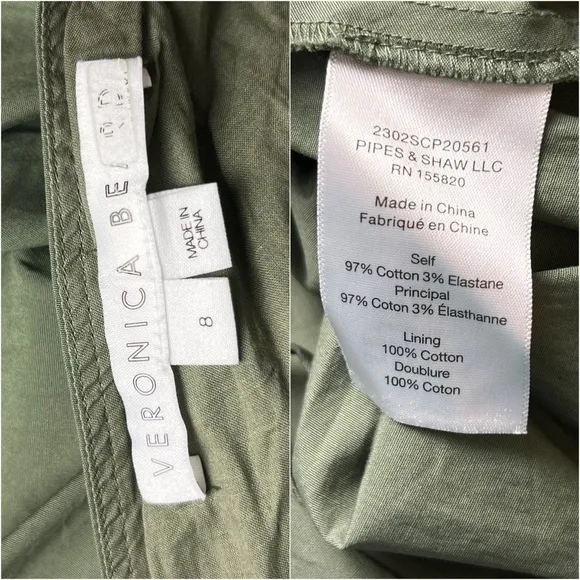 VERONICA BEA
MADE IN
CHINA
8
2302SCP20561
PIPES & SHAW LLC
RN 155820
Made in China
Fabriqué en Chine
Self
97% Cotton 3% Elastane
Principal
97% Coton 3% Élasthanne
Lining
100% Cotton
Doublure
100% Coton